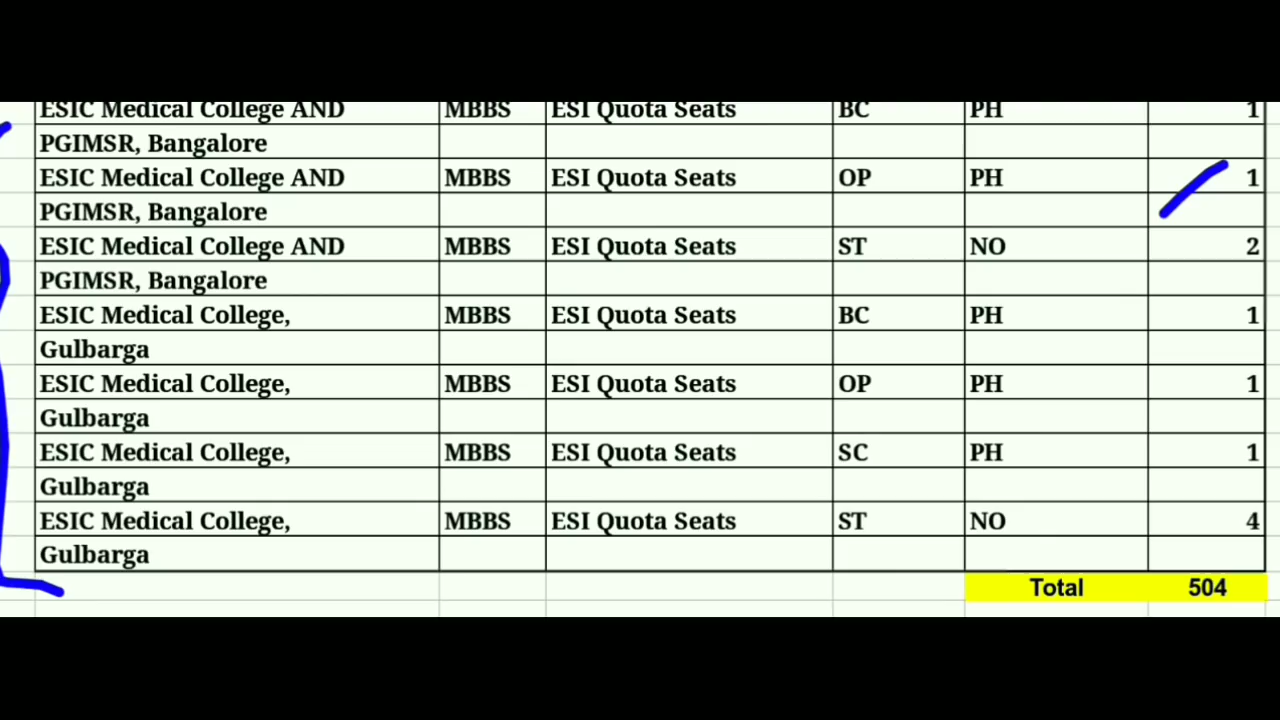 ESIC Medical College AND MBBS ESI Quota Seats BC PH 1
PGIMSR, Bangalore
ESIC Medical College AND MBBS ESI Quota Seats OP PH 1
PGIMSR, Bangalore
ESIC Medical College AND MBBS ESI Quota Seats ST NO 2
PGIMSR, Bangalore
ESIC Medical College, MBBS ESI Quota Seats BC PH 1
Gulbarga
ESIC Medical College, MBBS ESI Quota Seats OP PH 1
Gulbarga
ESIC Medical College, MBBS ESI Quota Seats SC PH 1
Gulbarga
ESIC Medical College, MBBS ESI Quota Seats ST NO 4
Gulbarga
Total 504